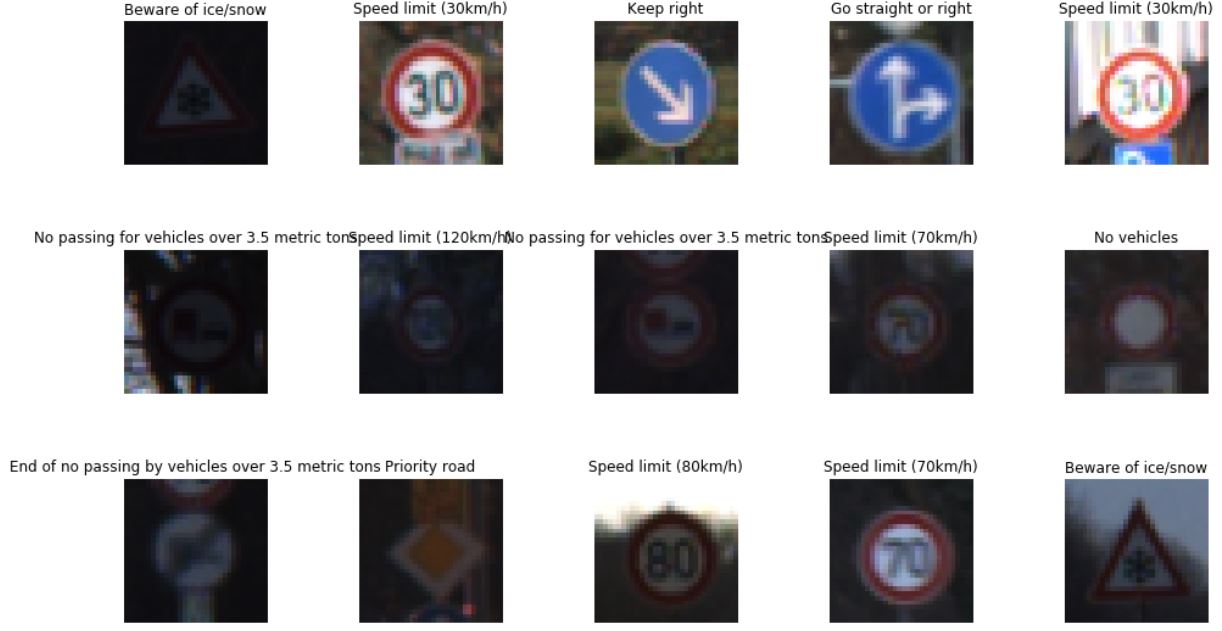 Beware of ice/snow
Speed limit (30km/h)
Keep right
Go straight or right
Speed limit (30km/h)
30
30
No passing for vehicles over 3.5 metric tons
Speed limit (120km/h)
No passing for vehicles over 3.5 metric tons
Speed limit (70km/h)
No vehicles
70
End of no passing by vehicles over 3.5 metric tons
Priority road
Speed limit (80km/h)
Speed limit (70km/h)
Beware of ice/snow
80
70